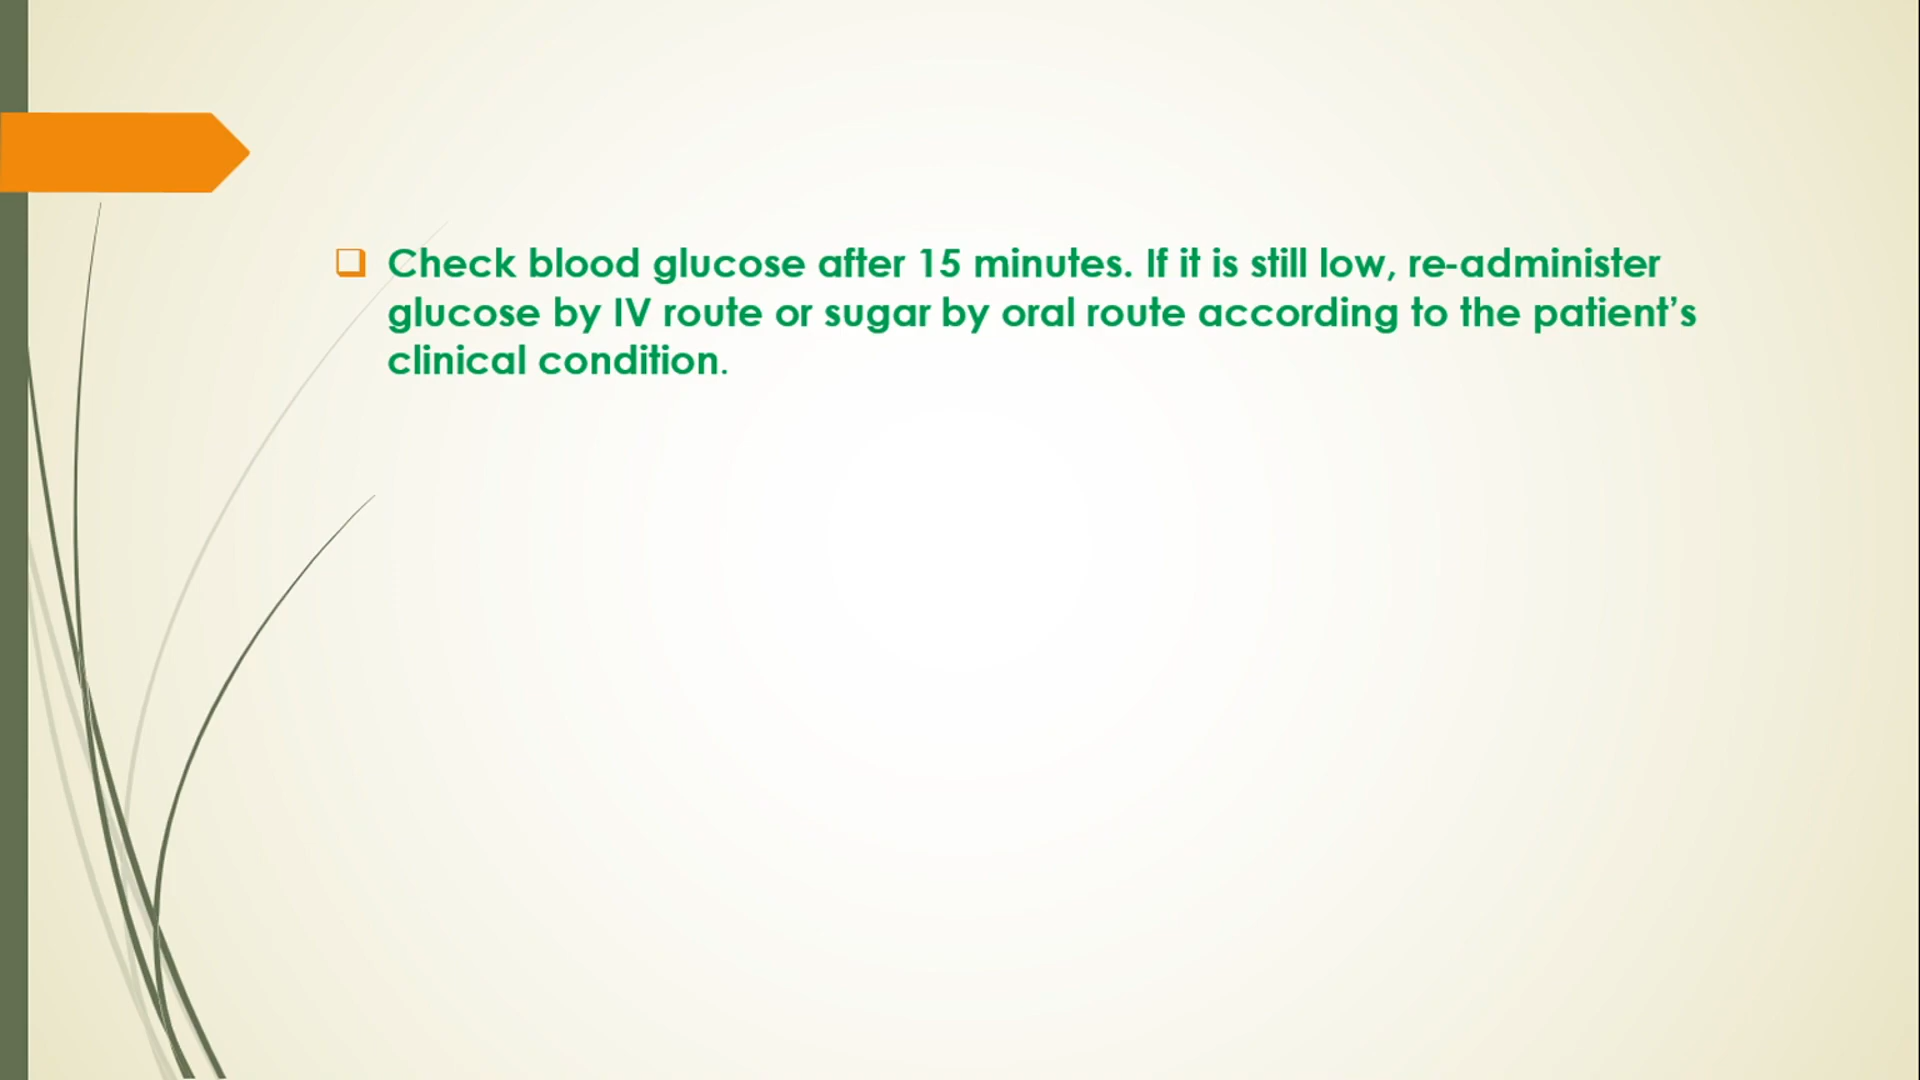 Check blood glucose after 15 minutes. If it is still low, re-administer
glucose by IV route or sugar by oral route according to the patient’s
clinical condition.